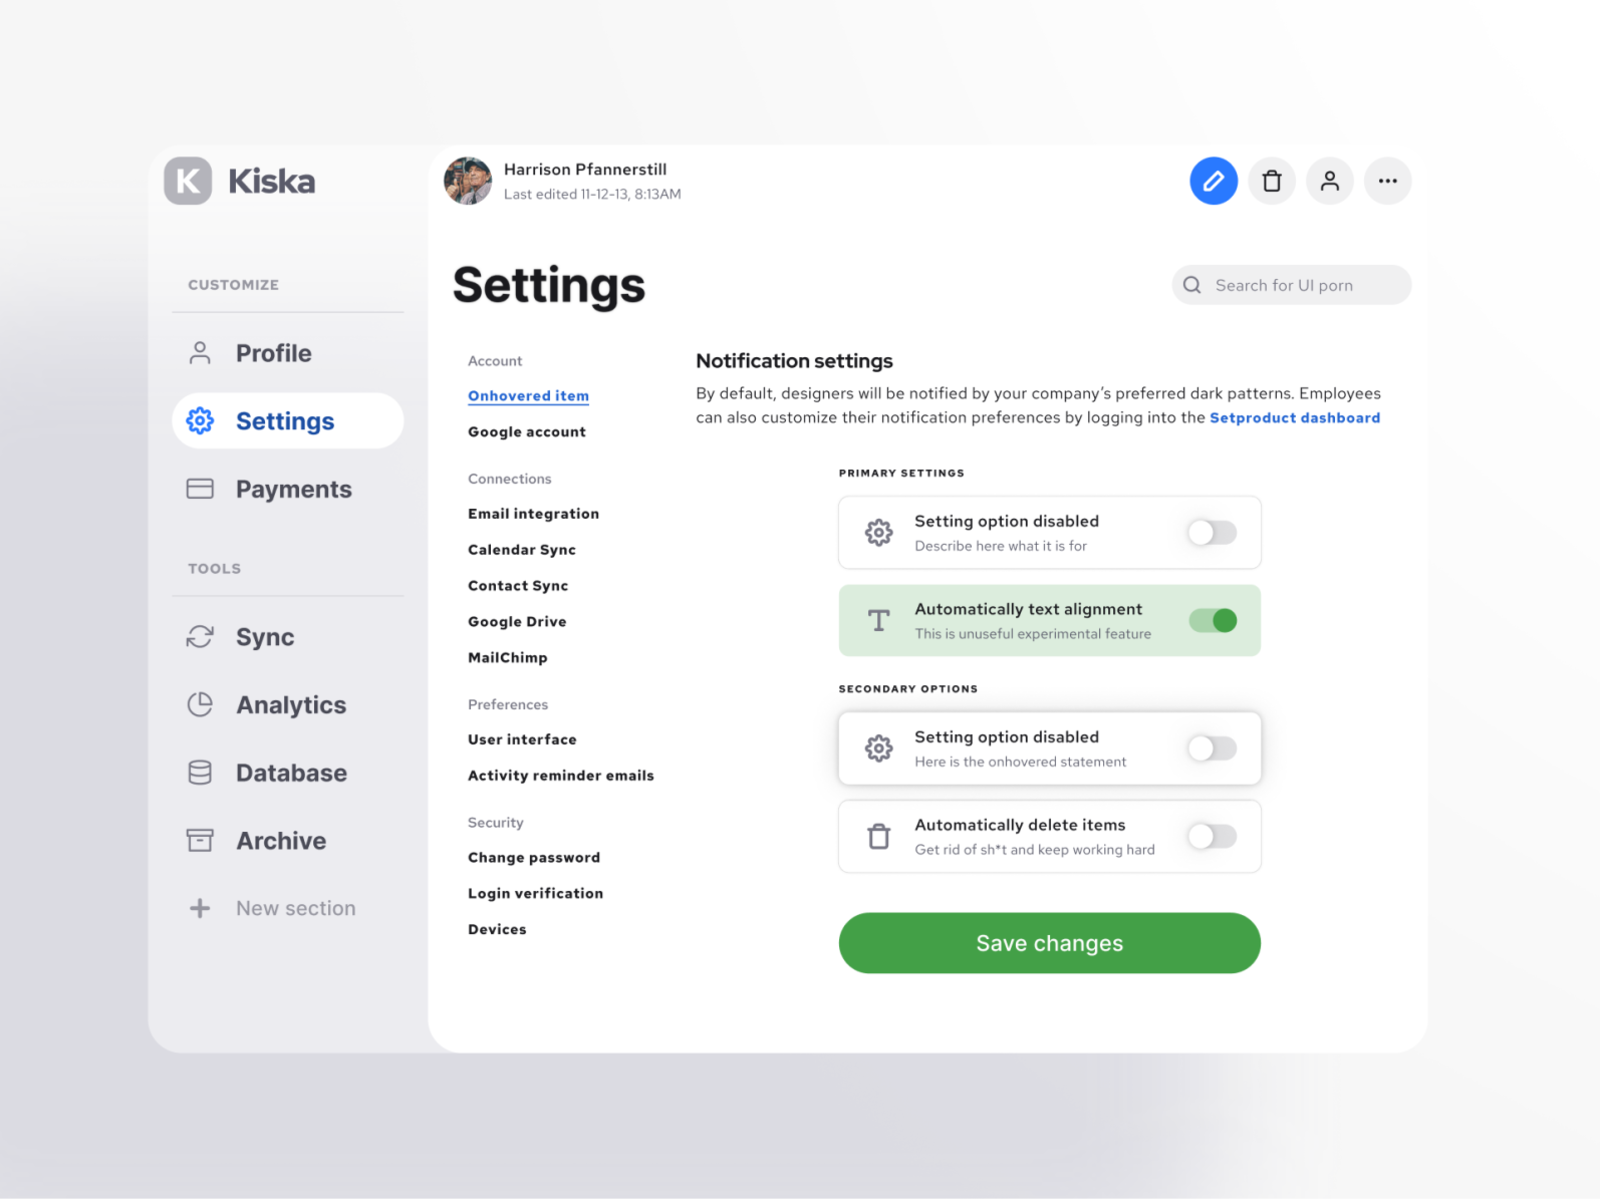 K
Kiska
CUSTOMIZE
Profile
Settings
Payments
TOOLS
Sync
Analytics
Database
Archive
New section
Harrison Pfannerstill
Last edited 11-12-13, 8:13AM
Settings
Search for UI porn
Account
Onhovered item
Google account
Connections
Email integration
Calendar Sync
Contact Sync
Google Drive
MailChimp
Preferences
User interface
Activity reminder emails
Security
Change password
Login verification
Devices
Notification settings
By default, designers will be notified by your company’s preferred dark patterns. Employees
can also customize their notification preferences by logging into the Setproduct dashboard
PRIMARY SETTINGS
Setting option disabled
Describe here what it is for
Automatically text alignment
This is unuseful experimental feature
SECONDARY OPTIONS
Setting option disabled
Here is the onhovered statement
Automatically delete items
Get rid of sh*t and keep working hard
Save changes